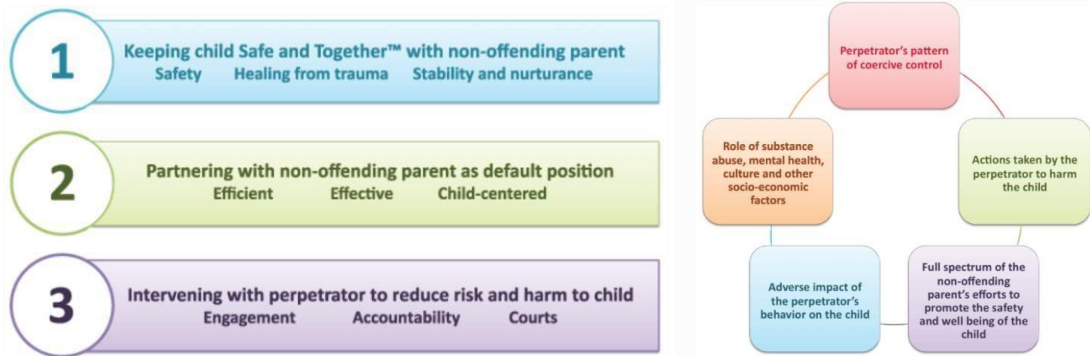 1
Keeping child Safe and Together™ with non-offending parent
Safety Healing from trauma Stability and nurturance
2
Partnering with non-offending parent as default position
Efficient Effective Child-centered
3
Intervening with perpetrator to reduce risk and harm to child
Engagement Accountability Courts
Perpetrator's pattern
of coercive control
Actions taken by the
perpetrator to harm
the child
Full spectrum of the
non-offending
parent's efforts to
promote the safety
and well being of the
child
Adverse impact of
the perpetrator's
behavior on the child
Role of substance
abuse, mental health,
culture and other
socio-economic
factors